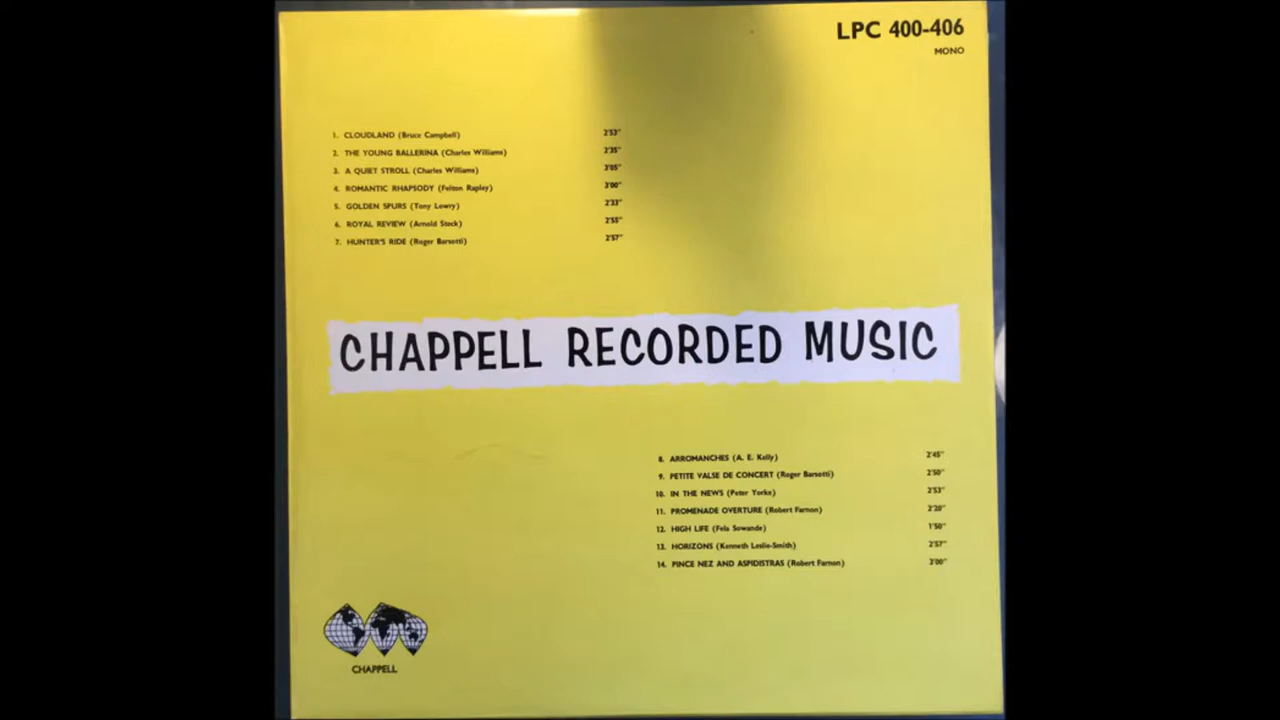 LPC 400-406
MONO
1. CLOUDLAND (Bruce Campbell) 2'53"
2. THE YOUNG BALLERINA (Charles Williams) 2'35"
3. A QUIET STROLL (Charles Williams) 3'05"
4. ROMANTIC RHAPSODY (Felton Rapley) 3'00"
5. GOLDEN SPURS (Tony Lowry) 2'33"
6. ROYAL REVIEW (Arnold Steck) 2'55"
7. HUNTER'S RIDE (Roger Barsotti) 2'57"
CHAPPELL RECORDED MUSIC
8. ARROMANCHES (A. E. Kelly) 2'45"
9. PETITE VALSE DE CONCERT (Roger Barsotti) 2'50"
10. IN THE NEWS (Peter Yorke) 2'53"
11. PROMENADE OVERTURE (Robert Farnon) 2'20"
12. HIGH LIFE (Fela Sowande) 1'50"
13. HORIZONS (Kenneth Leslie-Smith) 2'57"
14. PINCE NEZ AND ASPIDISTRAS (Robert Farnon) 3'00"
CHAPPELL